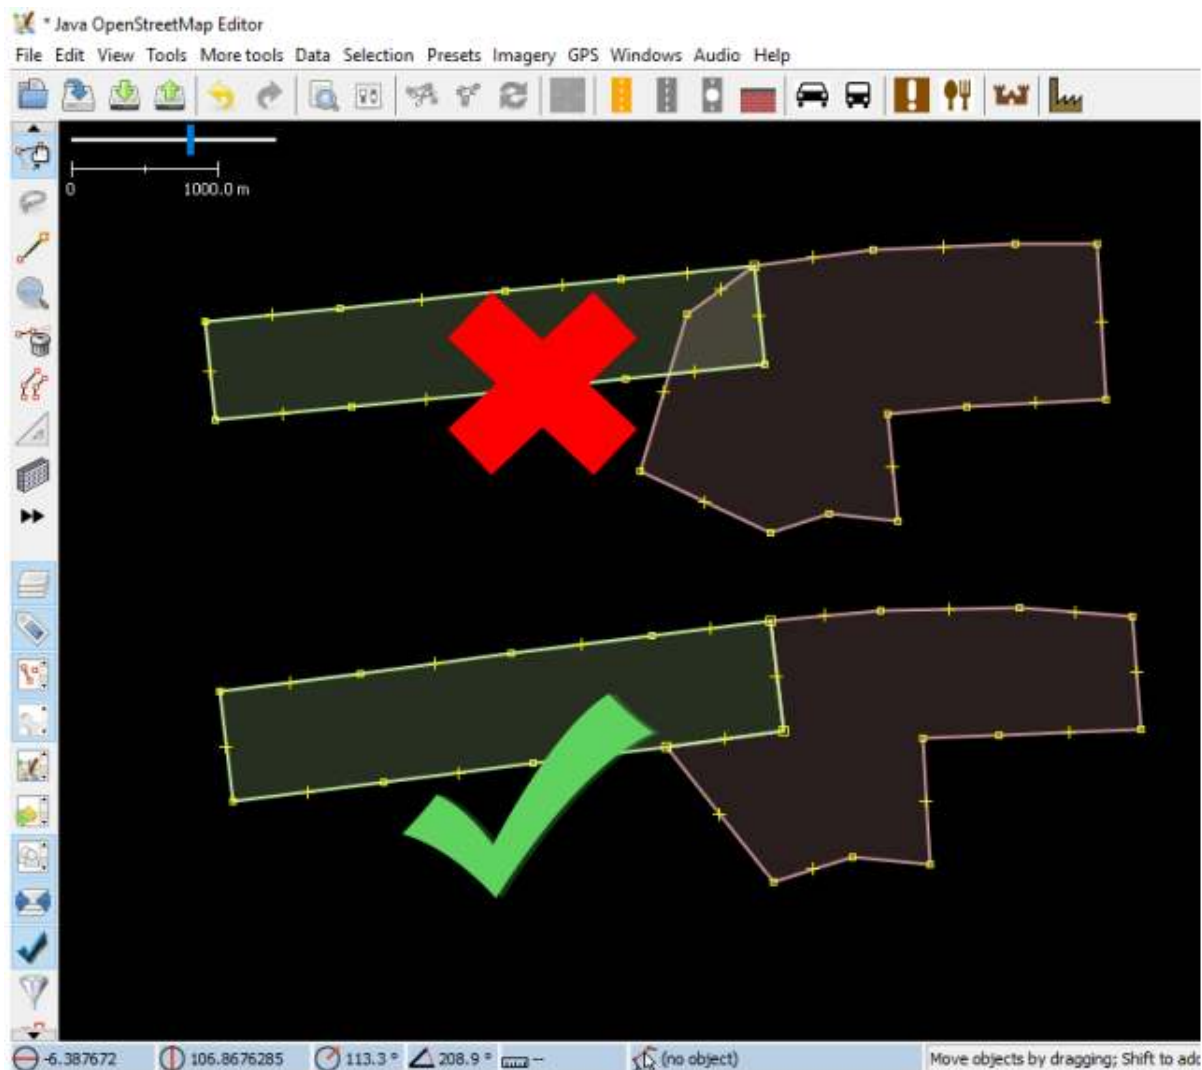 * Java OpenStreetMap Editor
File Edit View Tools More tools Data Selection Presets Imagery GPS Windows Audio Help
0 1000.0 m
-6.387672 106.8676285 113.3 ° 208.9 ° -- (no object) Move objects by dragging; Shift to add